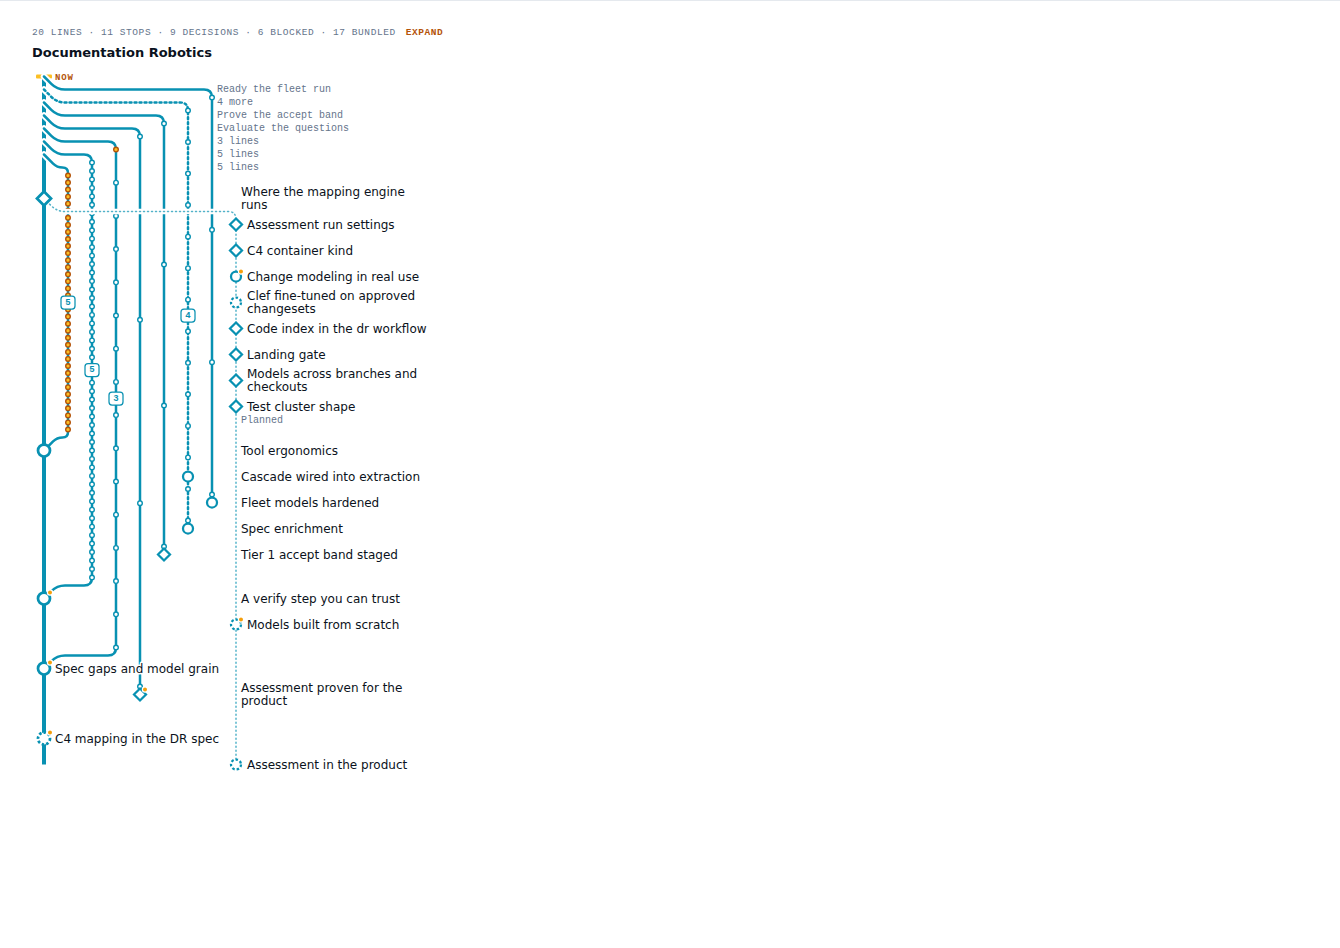 20 LINES · 11 STOPS · 9 DECISIONS · 6 BLOCKED · 17 BUNDLED EXPAND
Documentation Robotics
NOW
Ready the fleet run
4 more
Prove the accept band
Evaluate the questions
3 lines
5 lines
5 lines
Where the mapping engine
runs
Assessment run settings
C4 container kind
Change modeling in real use
Clef fine-tuned on approved
changesets
5
4
Code index in the dr workflow
Landing gate
5
Models across branches and
checkouts
3
Test cluster shape
Planned
Tool ergonomics
Cascade wired into extraction
Fleet models hardened
Spec enrichment
Tier 1 accept band staged
A verify step you can trust
Models built from scratch
Spec gaps and model grain
Assessment proven for the
product
C4 mapping in the DR spec
Assessment in the product